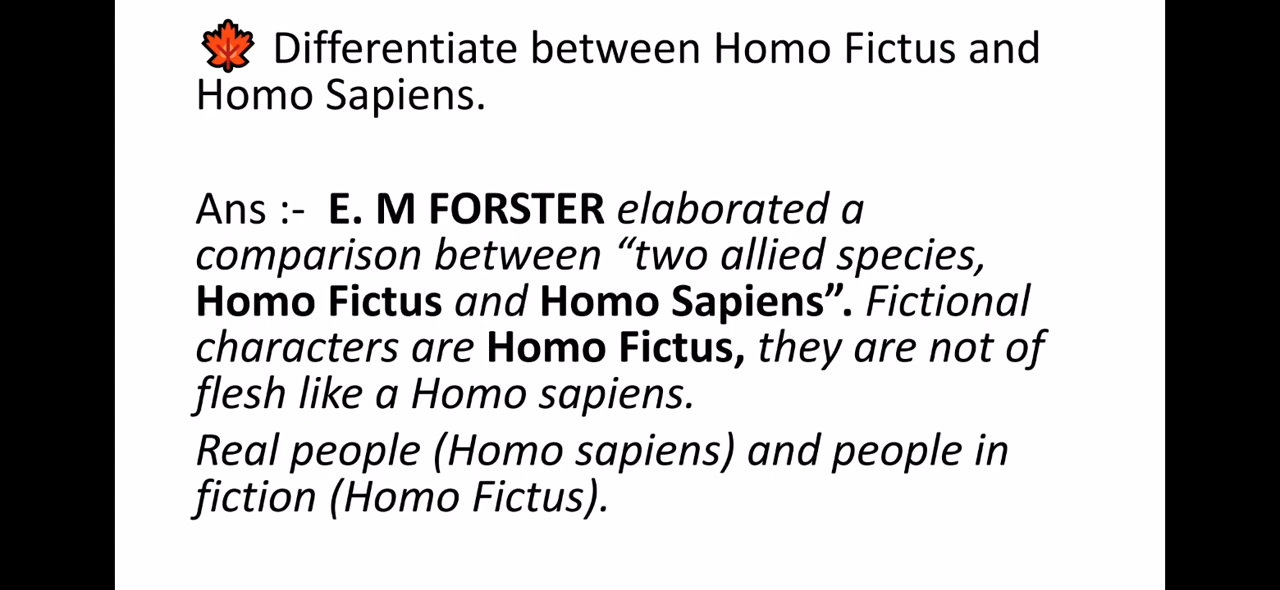 🍁 Differentiate between Homo Fictus and
Homo Sapiens.
Ans :- E. M FORSTER elaborated a
comparison between “two allied species,
Homo Fictus and Homo Sapiens”. Fictional
characters are Homo Fictus, they are not of
flesh like a Homo sapiens.
Real people (Homo sapiens) and people in
fiction (Homo Fictus).